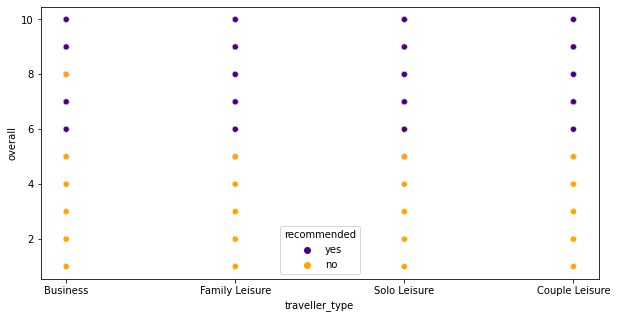 10
8
6
4
2
overall
recommended
yes
no
Business Family Leisure Solo Leisure Couple Leisure
traveller_type